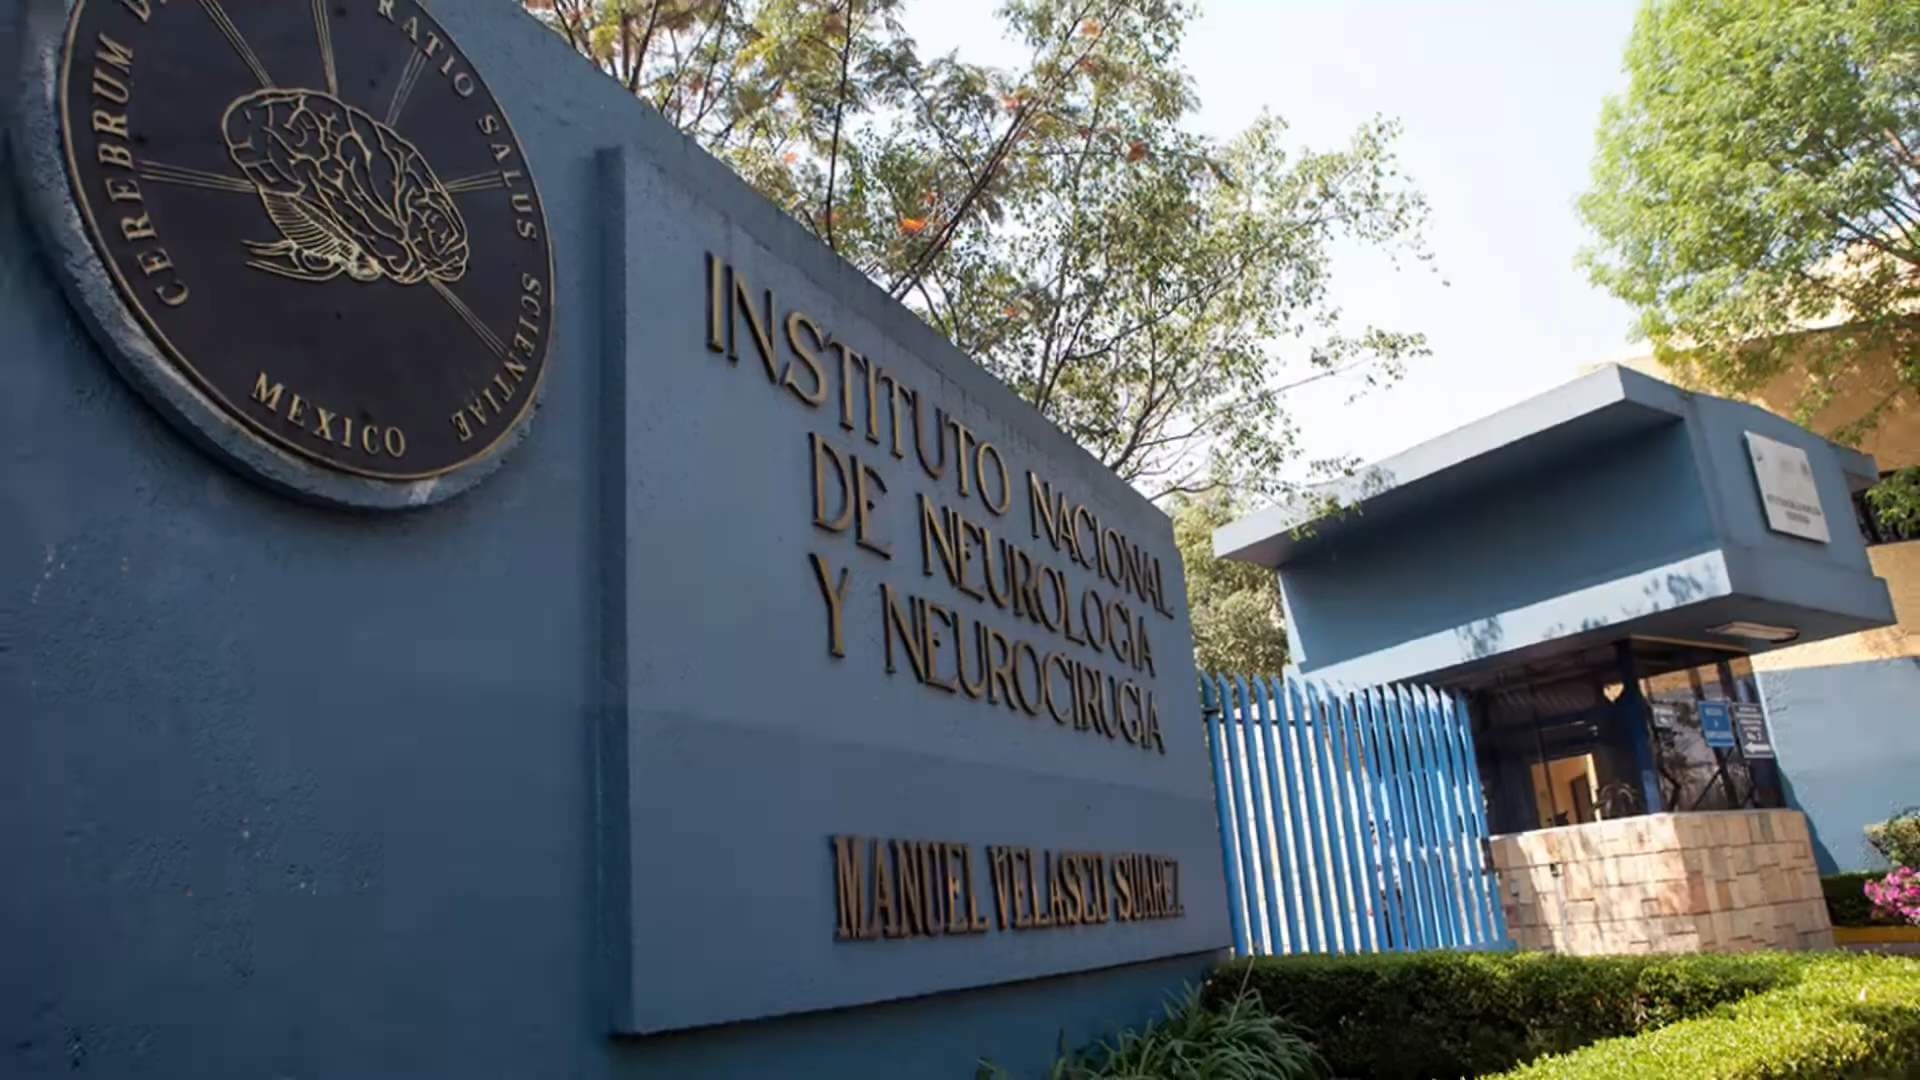 CEREBRUM
RATIO SALUS SCIENTIAE
MEXICO
INSTITUTO NACIONAL
DE NEUROLOGIA
Y NEUROCIRUGIA
MANUEL VELASCO SUAREZ